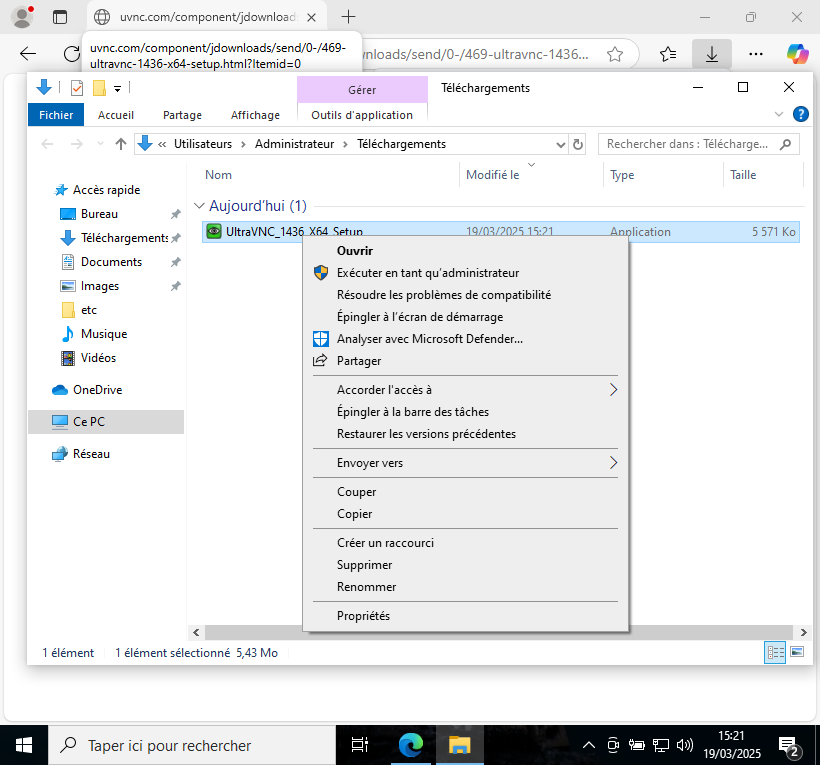 uvnc.com/component/jdownload
uvnc.com/component/jdownloads/send/0-/469-
ultravnc-1436-x64-setup.html?Itemid=0
wnloads/send/0-/469-ultravnc-1436...
Gérer
Téléchargements
Fichier
Accueil
Partage
Affichage
Outils d'application
« Utilisateurs > Administrateur > Téléchargements
Rechercher dans : Télécharge...
Nom
Modifié le
Type
Taille
Accès rapide
Bureau
Téléchargements
Documents
Images
etc
Musique
Vidéos
OneDrive
Ce PC
Réseau
Aujourd'hui (1)
UltraVNC_1436_X64_Setup
19/03/2025 15:21
Application
5 571 Ko
Ouvrir
Exécuter en tant qu'administrateur
Résoudre les problèmes de compatibilité
Épingler à l'écran de démarrage
Analyser avec Microsoft Defender...
Partager
Accorder l'accès à
Épingler à la barre des tâches
Restaurer les versions précédentes
Envoyer vers
Couper
Copier
Créer un raccourci
Supprimer
Renommer
Propriétés
1 élément
1 élément sélectionné 5,43 Mo
Taper ici pour rechercher
15:21
19/03/2025
2